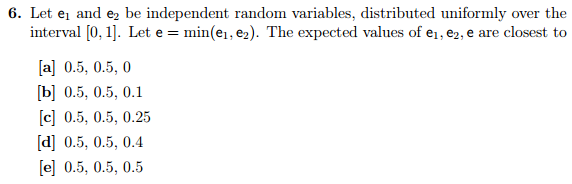 6. Let e₁ and e₂ be independent random variables, distributed uniformly over the
interval [0, 1]. Let e = min(e₁, e₂). The expected values of e₁, e₂, e are closest to
[a] 0.5, 0.5, 0
[b] 0.5, 0.5, 0.1
[c] 0.5, 0.5, 0.25
[d] 0.5, 0.5, 0.4
[e] 0.5, 0.5, 0.5